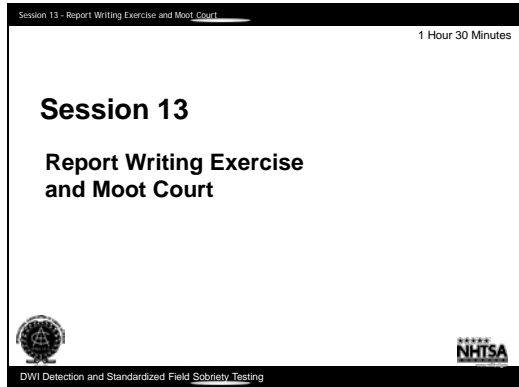 Session 13 - Report Writing Exercise and Moot Court
1 Hour 30 Minutes
Session 13
Report Writing Exercise
and Moot Court
NHTSA
DWI Detection and Standardized Field Sobriety Testing